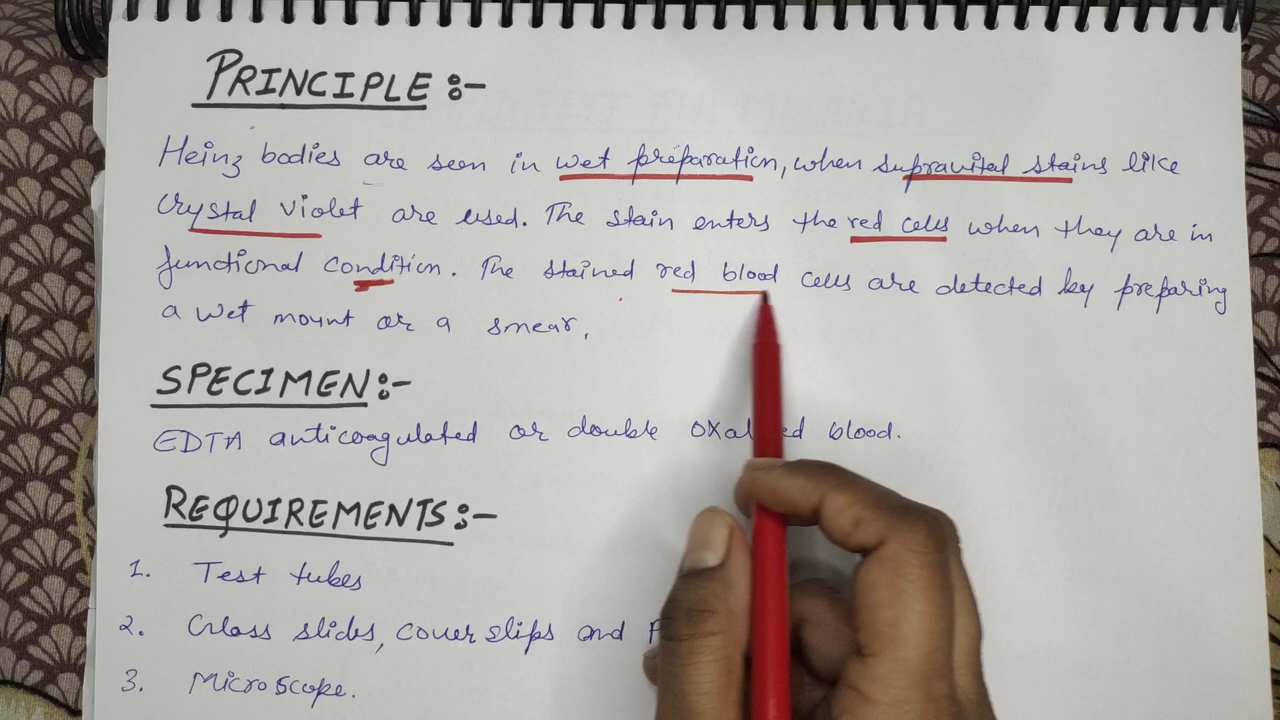 PRINCIPLE :-
Heinz bodies are seen in wet preparation, when supravital stains like
crystal violet are used. The stain enters the red cells when they are in
functional condition. The stained red blood cells are detected by preparing
a wet mount or a smear.
SPECIMEN :-
EDTA anticoagulated or double blood.
REQUIREMENTS :-
1. Test tubes
2. Glass slides, cover slips and
3. Microscope.